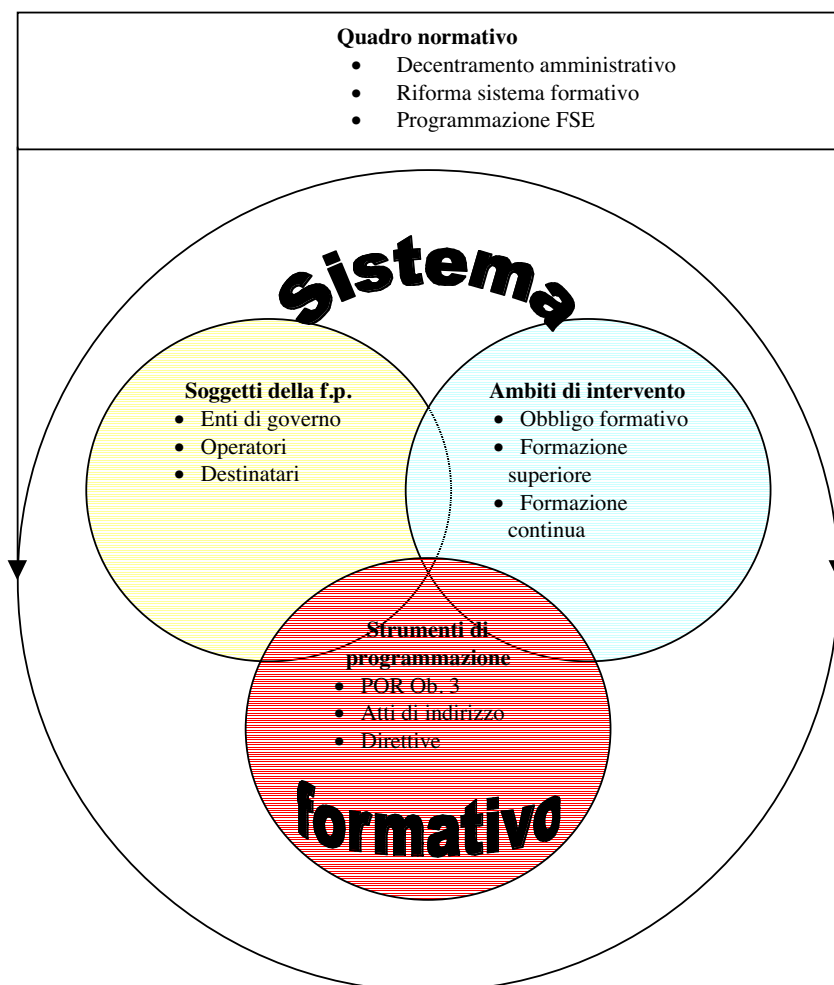 Quadro normativo
• Decentramento amministrativo
• Riforma sistema formativo
• Programmazione FSE
Sistema
Soggetti della f.p.
• Enti di governo
• Operatori
• Destinatari
Ambiti di intervento
• Obbligo formativo
• Formazione
superiore
• Formazione
continua
Strumenti di
programmazione
• POR Ob. 3
• Atti di indirizzo
• Direttive
formativo